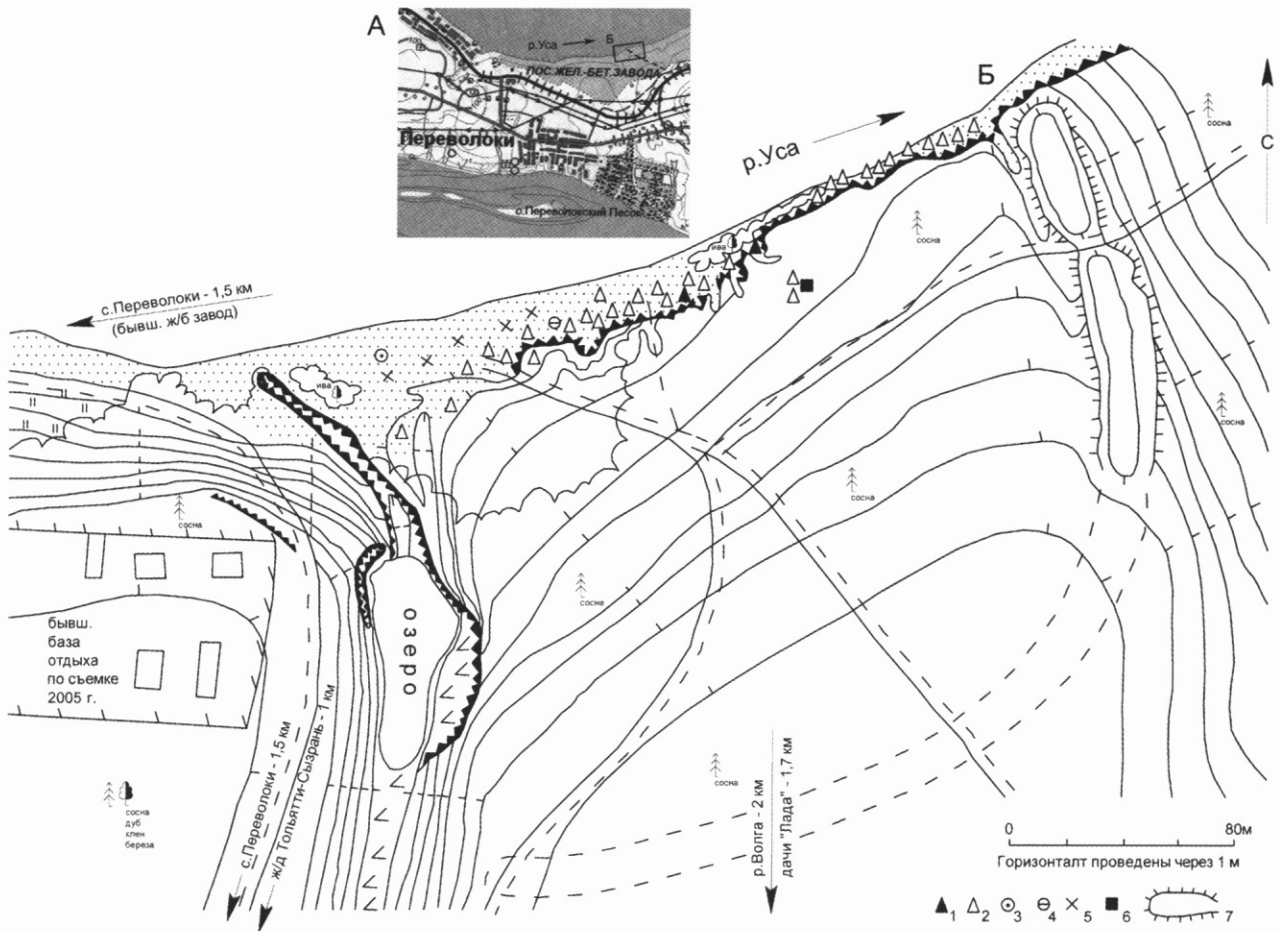 А
р.Уса
Б
ПОС.ЖЕЛ.-БЕТ.ЗАВОДА
Переволоки
о.Переволокский Песок
Б
сосна
С
р.Уса
сосна
ива
с.Переволоки - 1,5 км
(бывш. ж/б завод)
ива
сосна
сосна
сосна
сосна
бывш.
база
отдыха
по съемке
2005 г.
озеро
с.Переволоки - 1,5 км
ж/д Тольятти-Сызрань - 1 км
сосна
р.Волга - 2 км
дачи "Лада" - 1,7 км
сосна
дуб
клен
береза
0 80м
Горизонталт проведены через 1 м
1 2 3 4 5 6 7